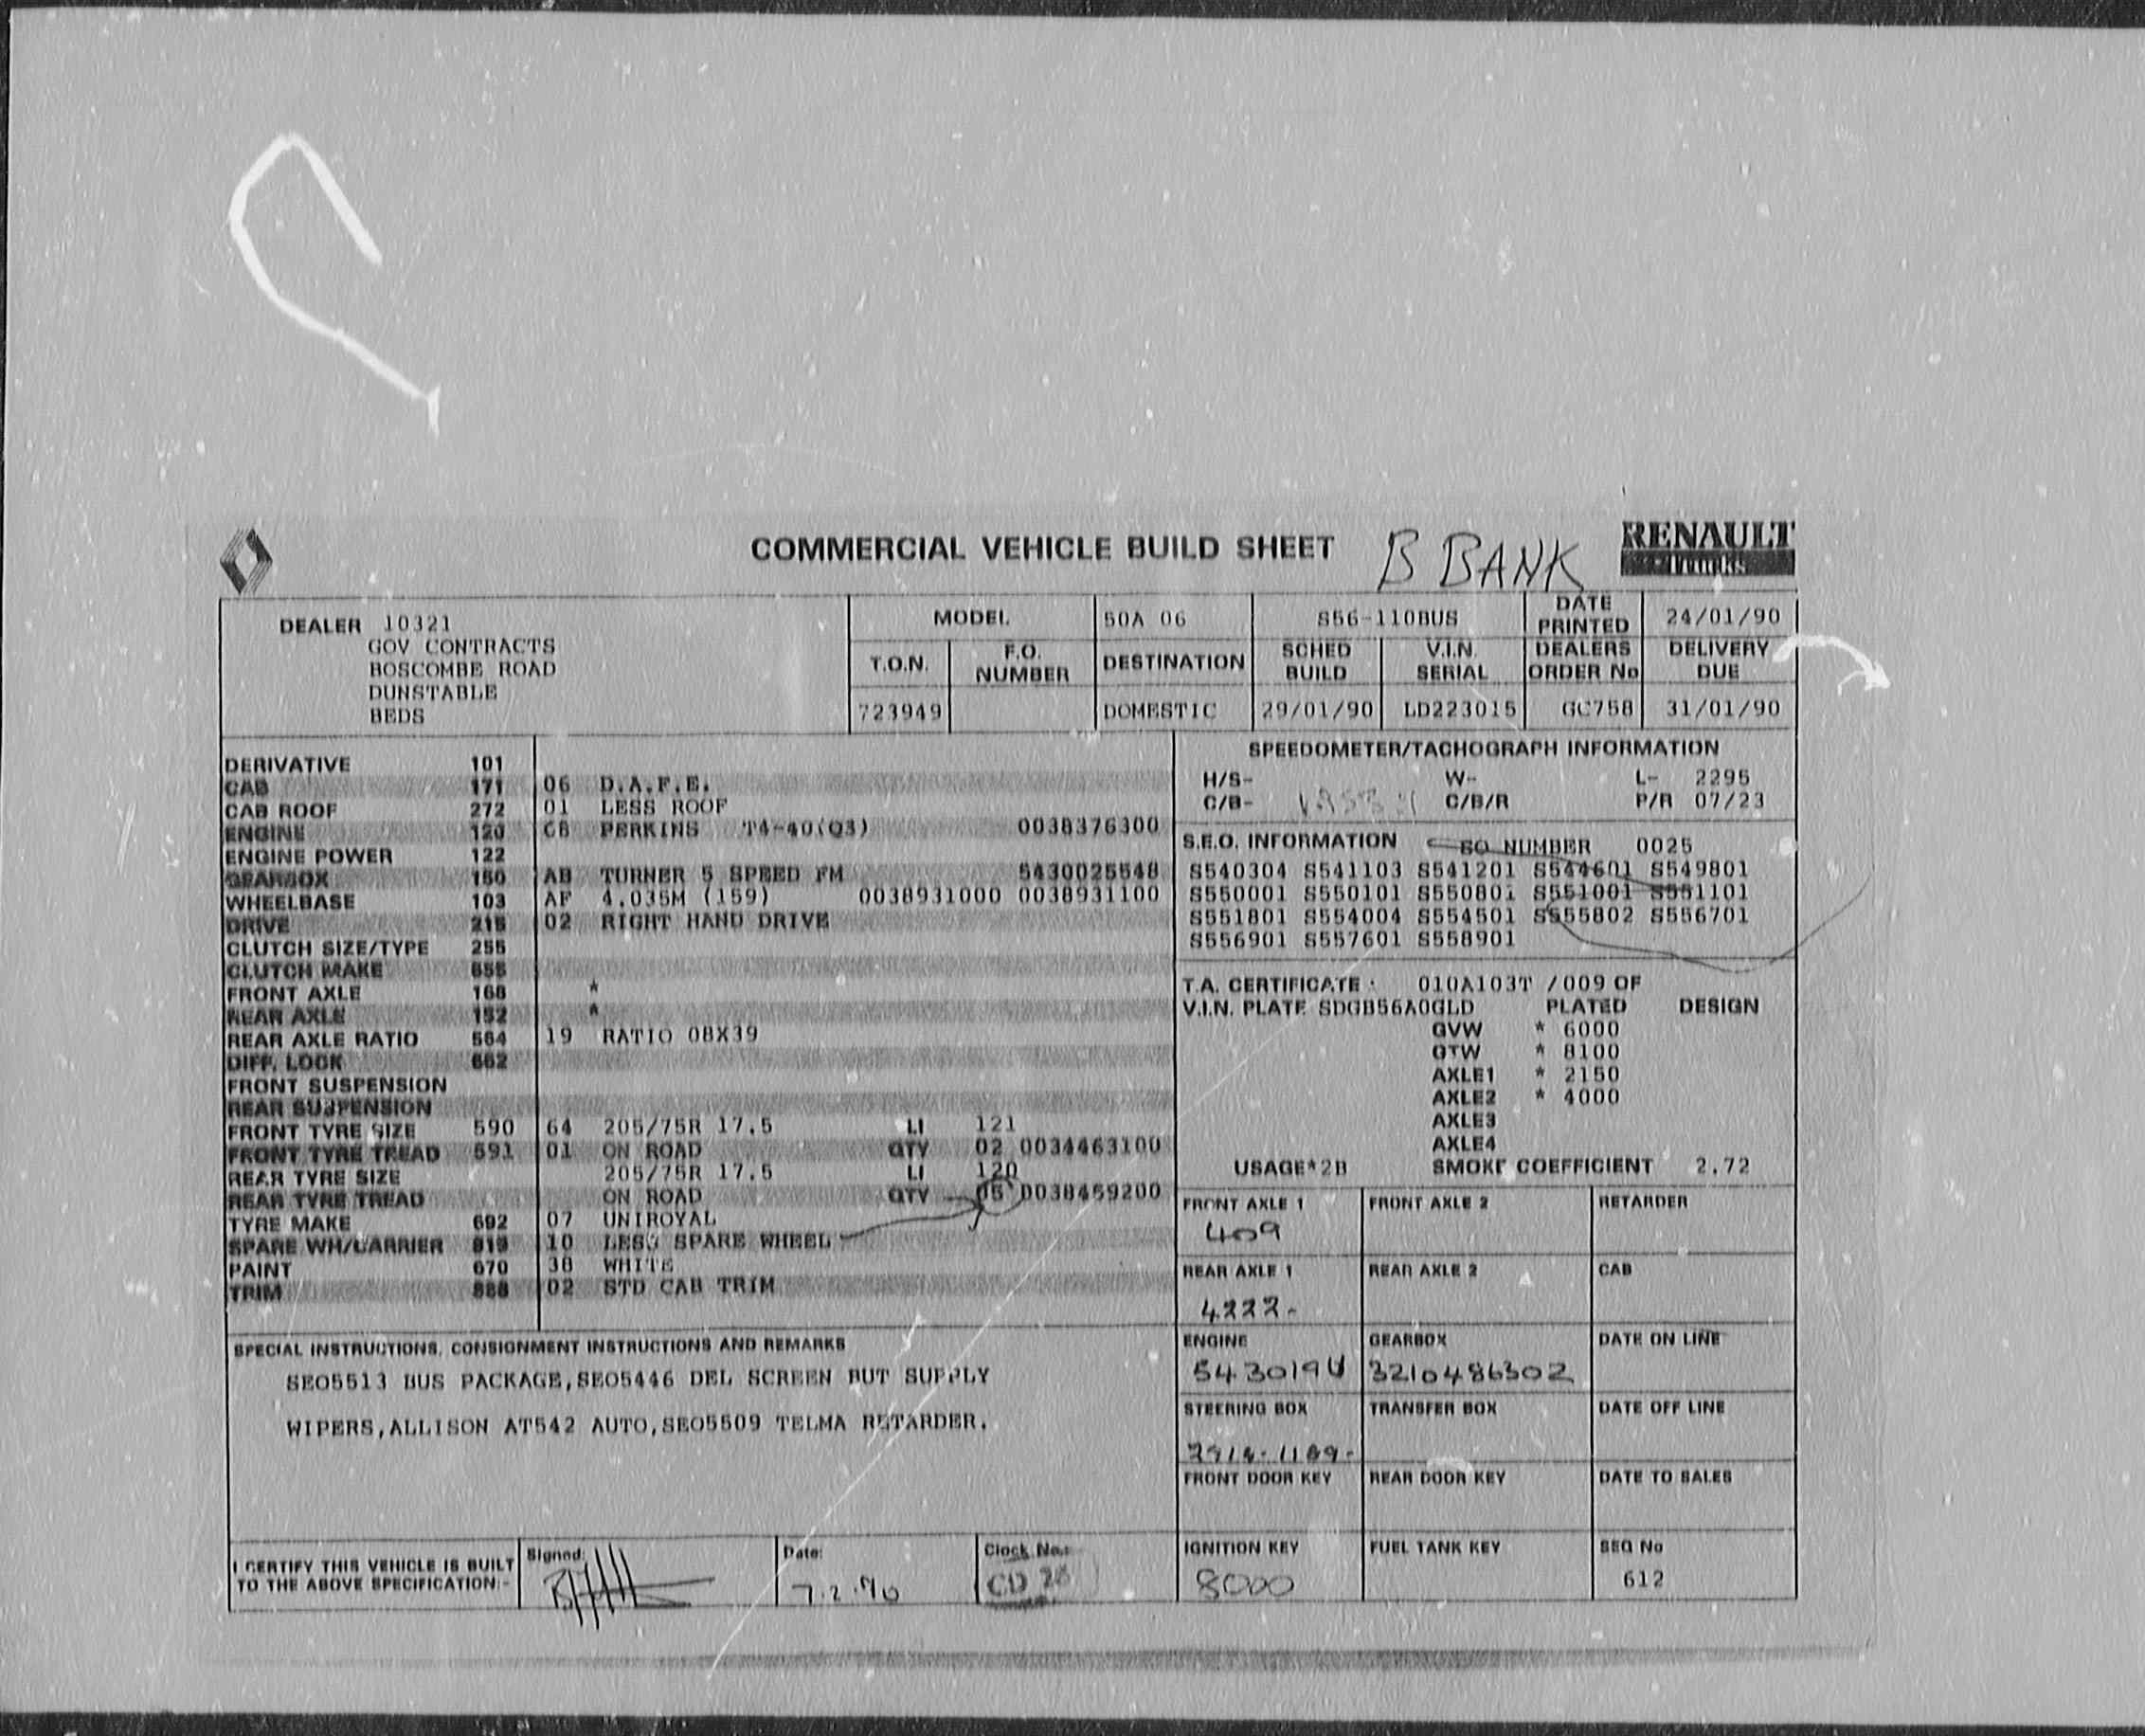 COMMERCIAL VEHICLE BUILD SHEET B BANK RENAULT
Trucks
DEALER 10321
GOV CONTRACTS
BOSCOMBE ROAD
DUNSTABLE
BEDS
MODEL 50A 06 S56-110BUS DATE PRINTED 24/01/90
T.O.N. F.O. NUMBER DESTINATION SCHED BUILD V.I.N. SERIAL DEALERS ORDER No DELIVERY DUE
723949 DOMESTIC 29/01/90 LD223015 GC758 31/01/90
DERIVATIVE 101
CAB 171 06 D.A.F.E.
CAB ROOF 272 01 LESS ROOF
ENGINE 120 CB PERKINS T4-40(Q3) 0038376300
ENGINE POWER 122
GEARBOX 150 AB TURNER 5 SPEED FM 5430025548
WHEELBASE 103 AF 4.035M (159) 0038931000 0038931100
DRIVE 215 02 RIGHT HAND DRIVE
CLUTCH SIZE/TYPE 255
CLUTCH MAKE 655
FRONT AXLE 168 *
REAR AXLE 152 *
REAR AXLE RATIO 564 19 RATIO 08X39
DIFF. LOCK 662
FRONT SUSPENSION
REAR SUSPENSION
FRONT TYRE SIZE 590 64 205/75R 17.5 LI 121
FRONT TYRE TREAD 591 01 ON ROAD QTY 02 0034463100
REAR TYRE SIZE 205/75R 17.5 LI 120
REAR TYRE TREAD ON ROAD QTY 05 0038459200
TYRE MAKE 692 07 UNIROYAL
SPARE WH/CARRIER 819 10 LESS SPARE WHEEL
PAINT 670 38 WHITE
TRIM 888 02 STD CAB TRIM
SPEEDOMETER/TACHOGRAPH INFORMATION
H/S- W- L- 2295
C/B- C/B/R P/R 07/23
S.E.O. INFORMATION SO NUMBER 0025
S540304 S541103 S541201 S544601 S549801
S550001 S550101 S550801 S551001 S551101
S551801 S554004 S554501 S555802 S556701
S556901 S557601 S558901
T.A. CERTIFICATE: 010A103T /009 OF
V.I.N. PLATE SDGB56A0GLD PLATED DESIGN
GVW * 6000
GTW * 8100
AXLE1 * 2150
AXLE2 * 4000
AXLE3
AXLE4
USAGE*2B SMOKE COEFFICIENT 2.72
FRONT AXLE 1 FRONT AXLE 2 RETARDER
409
REAR AXLE 1 REAR AXLE 2 CAB
4222-
ENGINE GEARBOX DATE ON LINE
3210486302
STEERING BOX TRANSFER BOX DATE OFF LINE
FRONT DOOR KEY REAR DOOR KEY DATE TO SALES
IGNITION KEY FUEL TANK KEY SEQ No
8000 612
SPECIAL INSTRUCTIONS, CONSIGNMENT INSTRUCTIONS AND REMARKS
SEO5513 BUS PACKAGE,SEO5446 DEL SCREEN BUT SUPPLY
WIPERS,ALLISON AT542 AUTO,SEO5509 TELMA RETARDER.
I CERTIFY THIS VEHICLE IS BUILT
TO THE ABOVE SPECIFICATION:-
Signed: Date: Clock No.:
7.2.90 CD